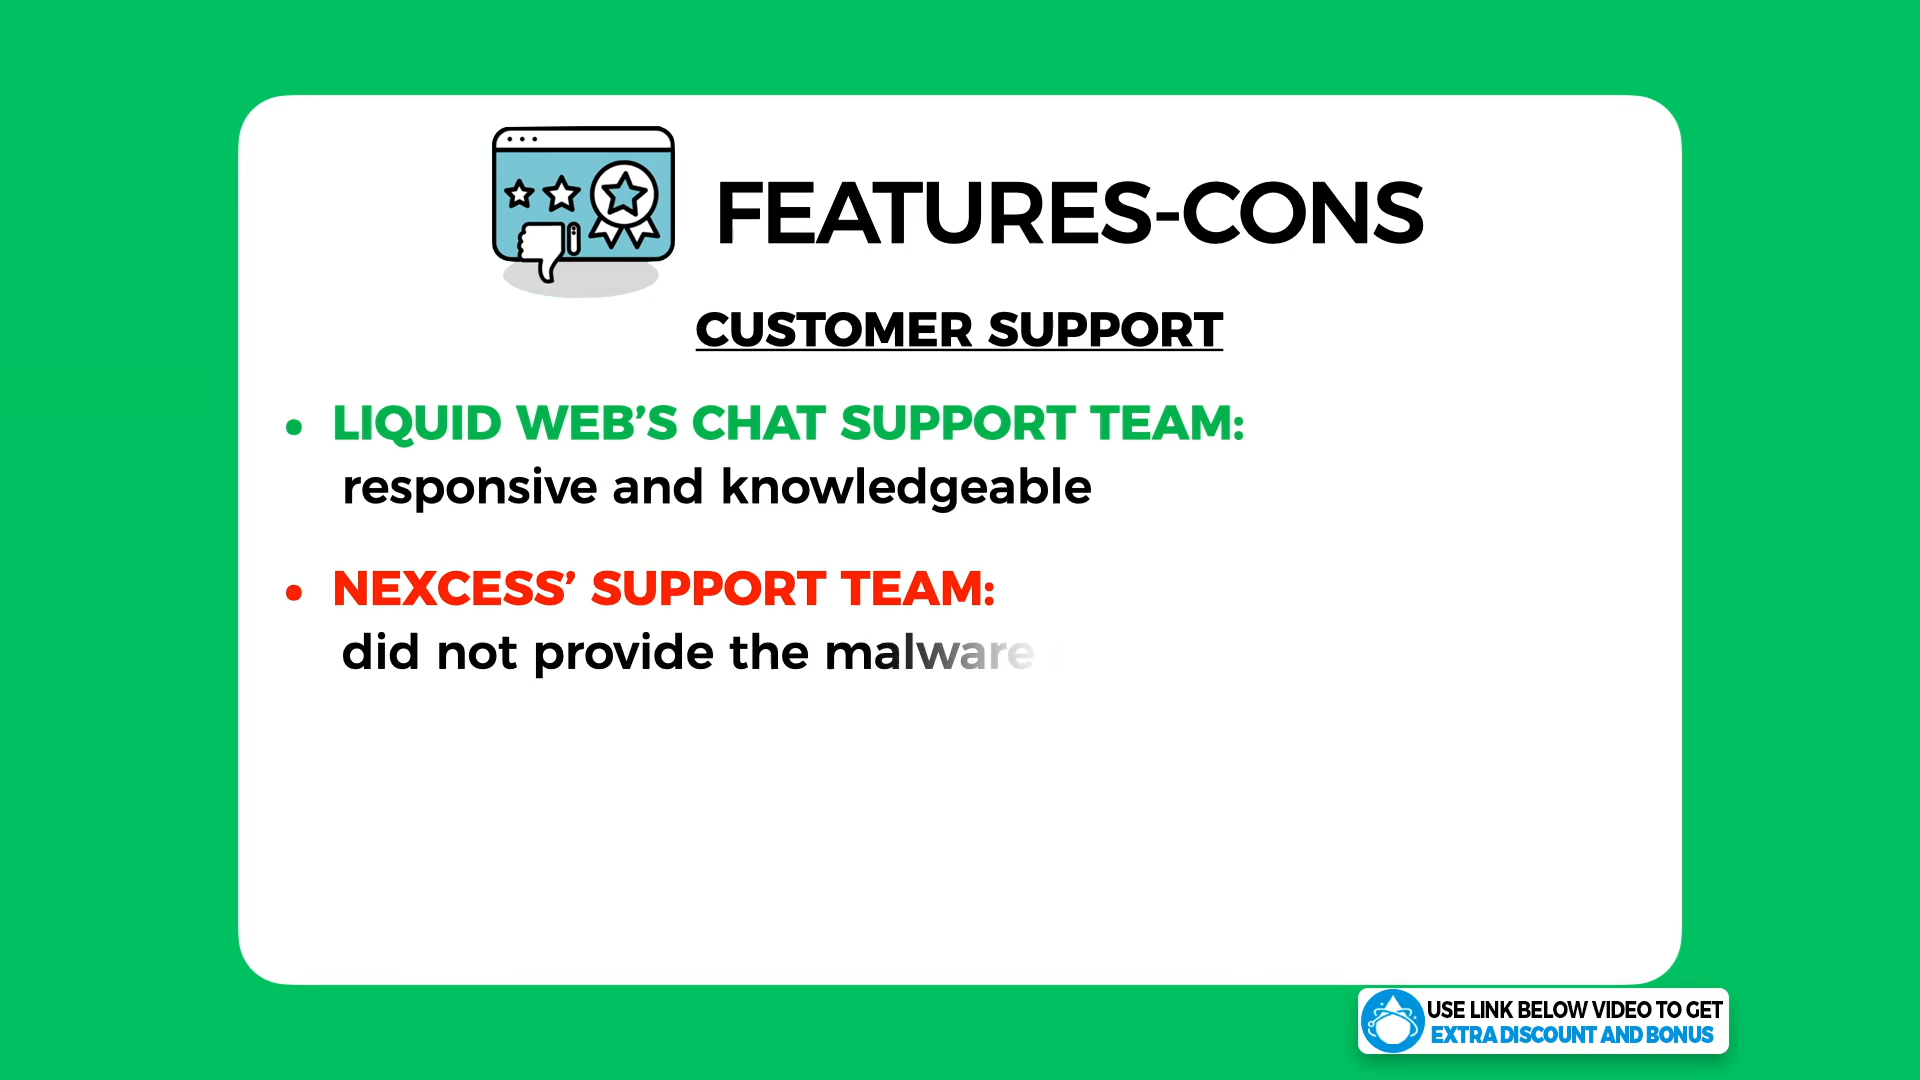 FEATURES-CONS
CUSTOMER SUPPORT
• LIQUID WEB’S CHAT SUPPORT TEAM:
responsive and knowledgeable
• NEXCESS’ SUPPORT TEAM:
did not provide the malware
USE LINK BELOW VIDEO TO GET
EXTRA DISCOUNT AND BONUS